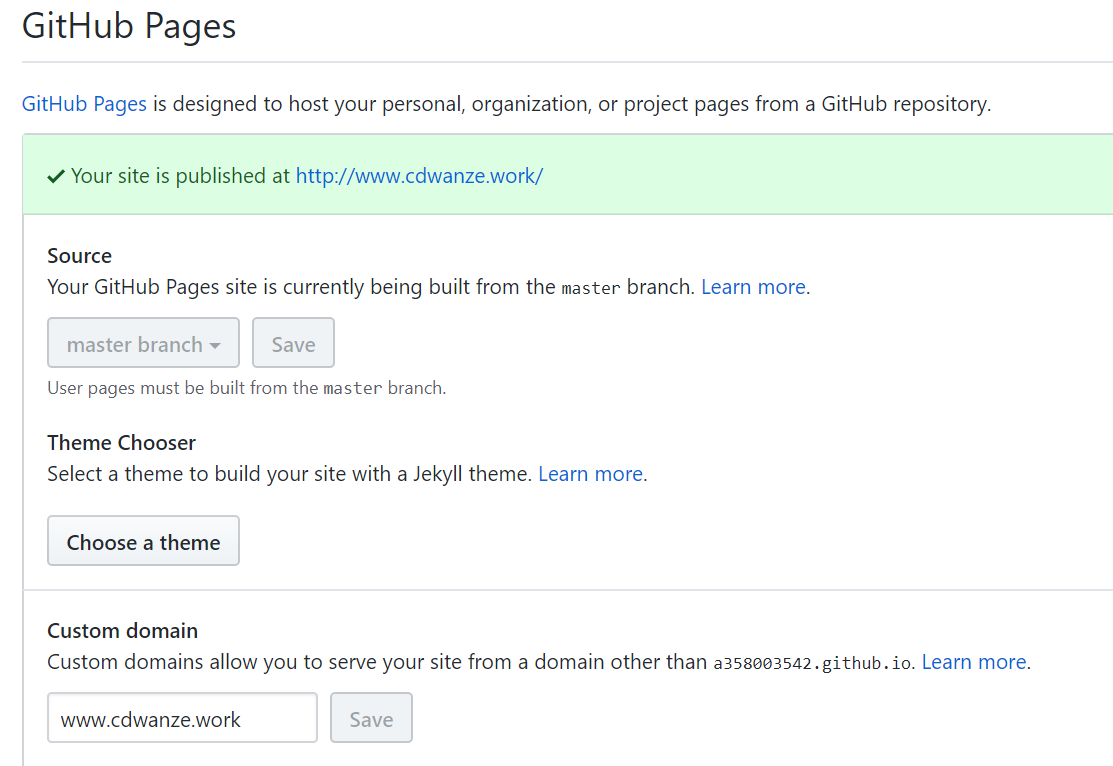 GitHub Pages
GitHub Pages is designed to host your personal, organization, or project pages from a GitHub repository.
Your site is published at http://www.cdwanze.work/
Source
Your GitHub Pages site is currently being built from the master branch. Learn more.
master branch Save
User pages must be built from the master branch.
Theme Chooser
Select a theme to build your site with a Jekyll theme. Learn more.
Choose a theme
Custom domain
Custom domains allow you to serve your site from a domain other than a358003542.github.io. Learn more.
www.cdwanze.work Save